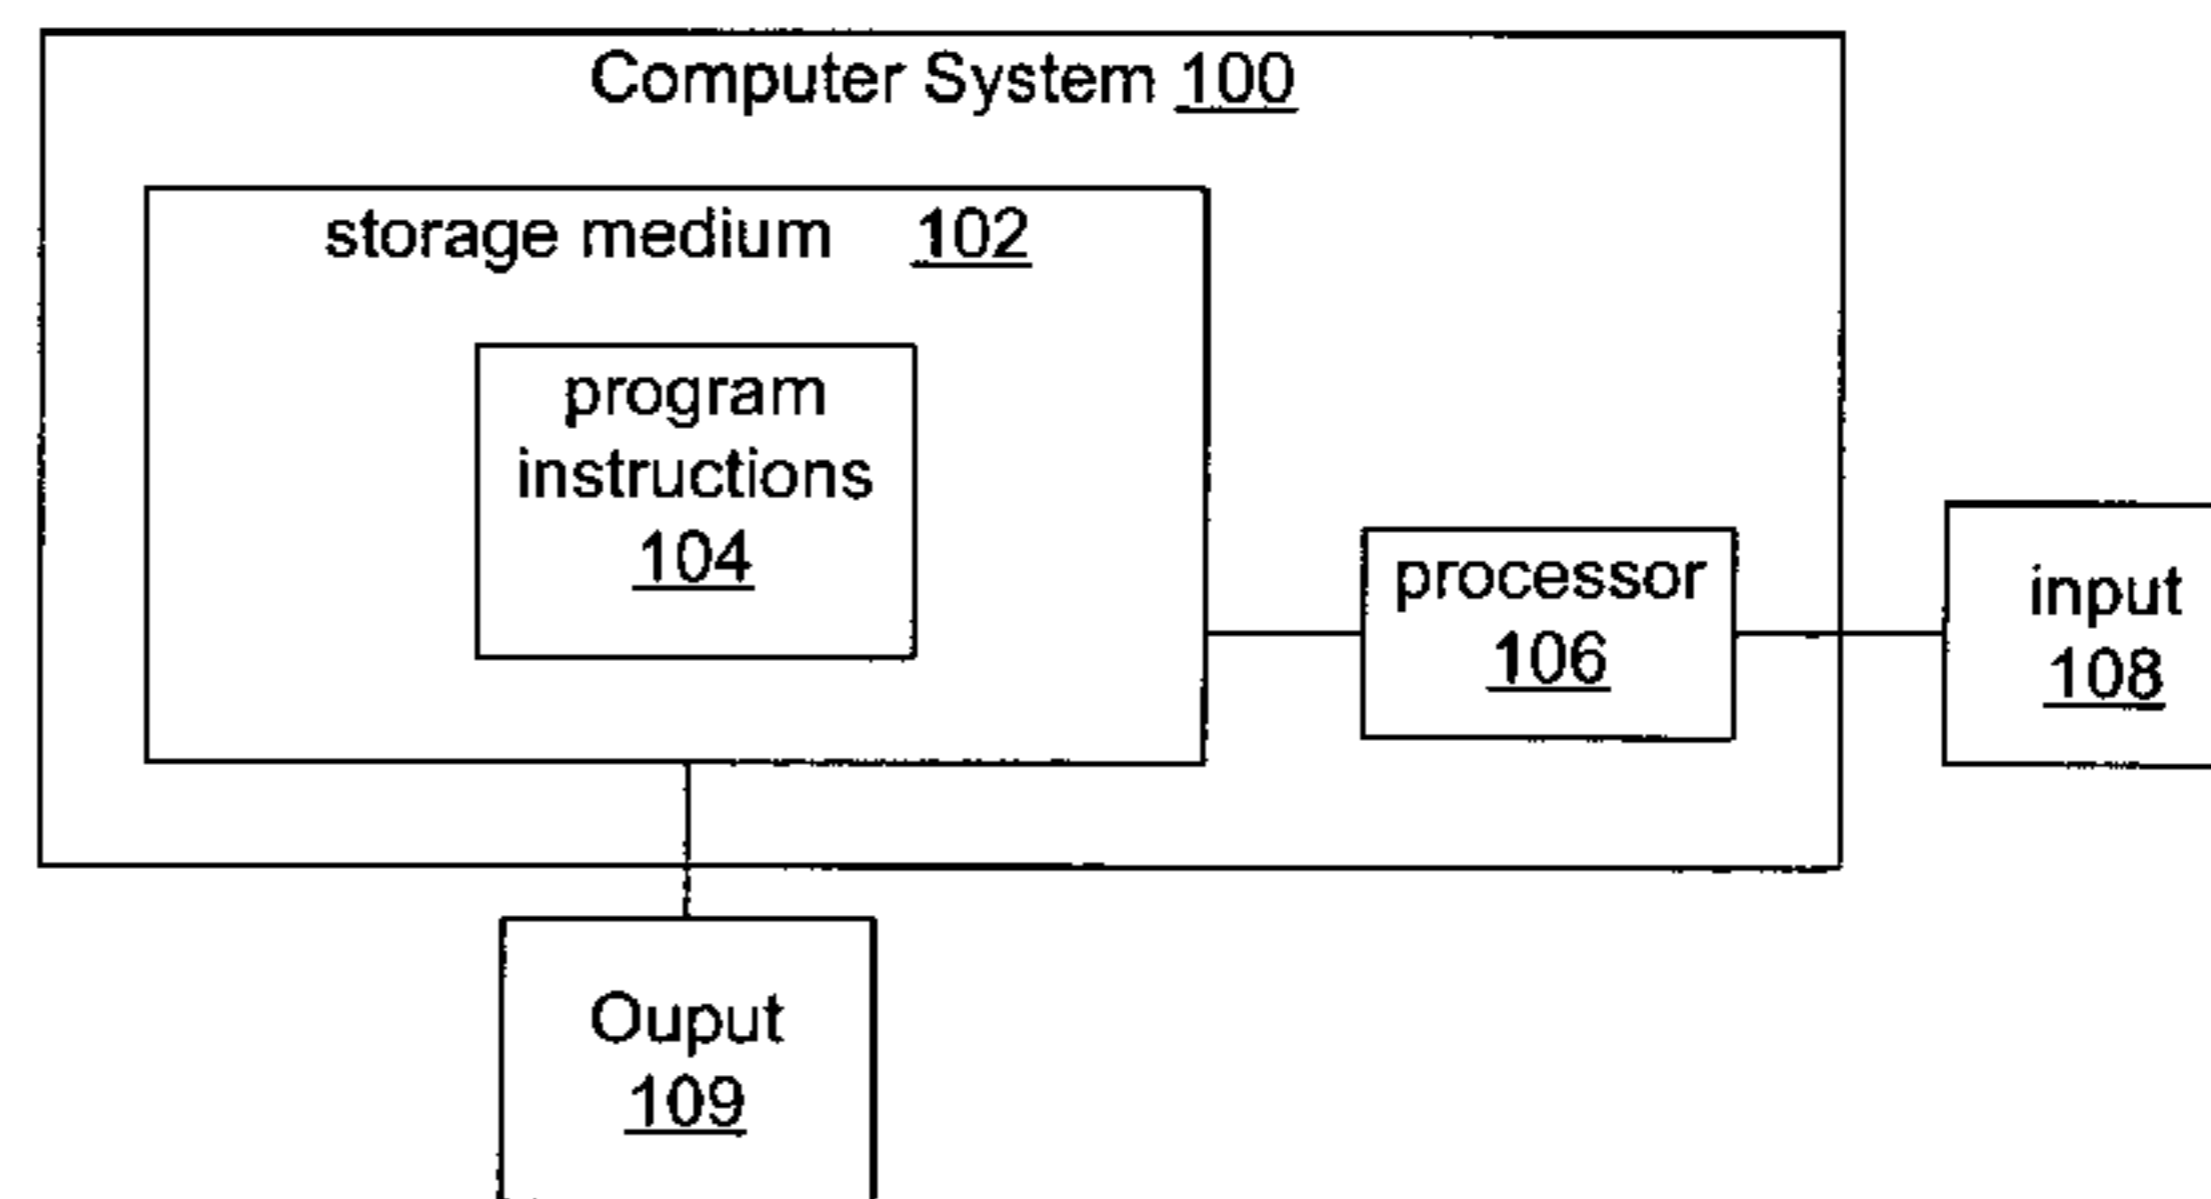 Computer System 100
storage medium 102
program
instructions
104
processor
106
input
108
Ouput
109